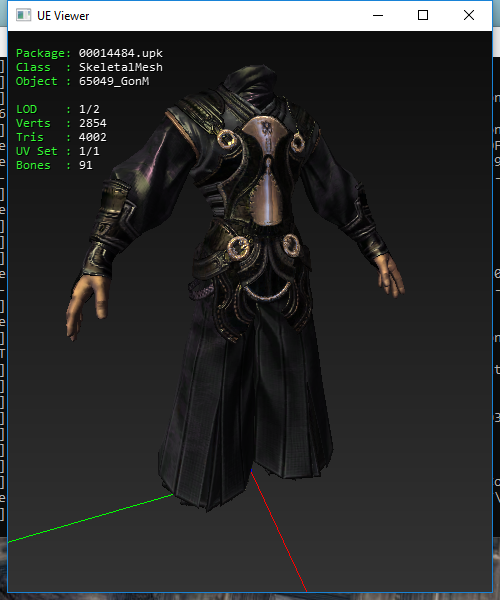 UE Viewer
Package: 00014484.upk
Class : SkeletalMesh
Object : 65049_GonM
LOD : 1/2
Verts : 2854
Tris : 4002
UV Set : 1/1
Bones : 91